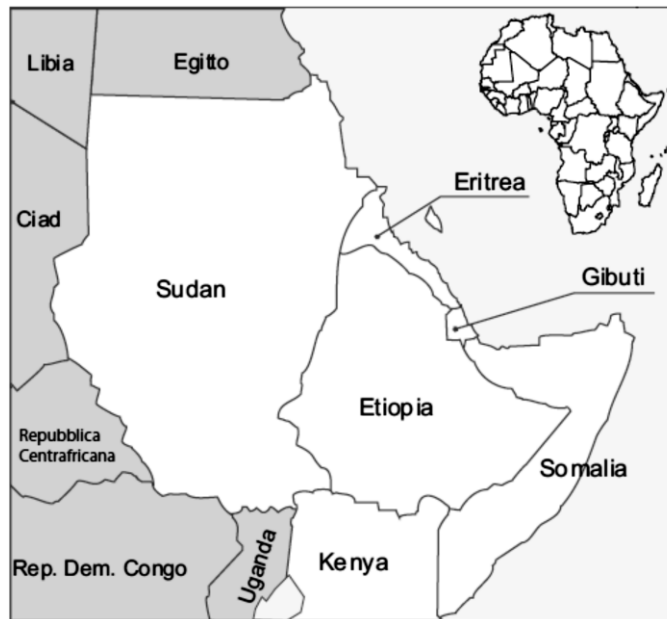 Libia
Egitto
Eritrea
Ciad
Gibuti
Sudan
Etiopia
Repubblica
Centrafricana
Somalia
Rep. Dem. Congo
Uganda
Kenya